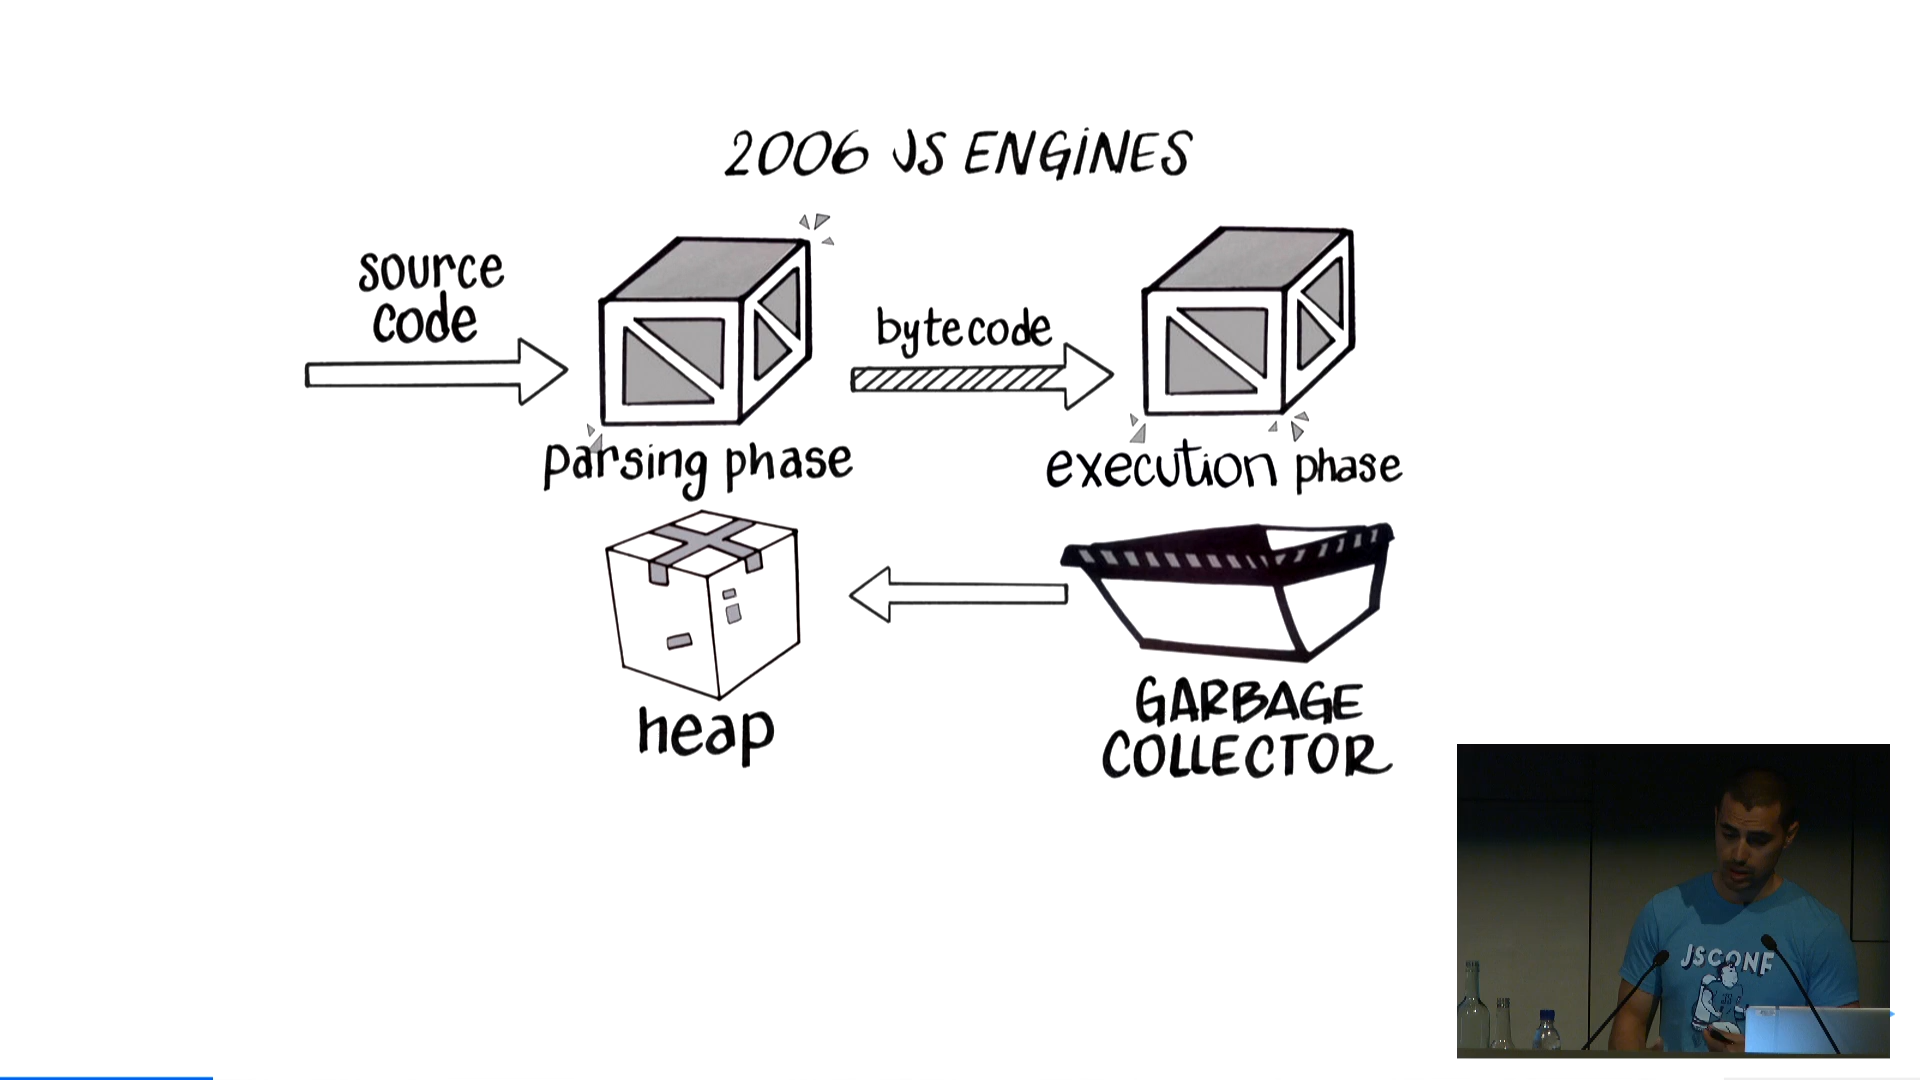 2006 JS ENGINES
source
code
bytecode
parsing phase
execution phase
heap
GARBAGE
COLLECTOR
JSCONF